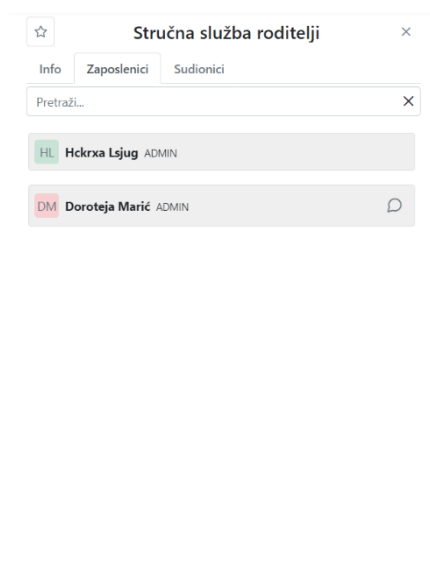 Stručna služba roditelji
Info Zaposlenici Sudionici
Pretraži...
HL Hckrxa Lsjug ADMIN
DM Doroteja Marić ADMIN